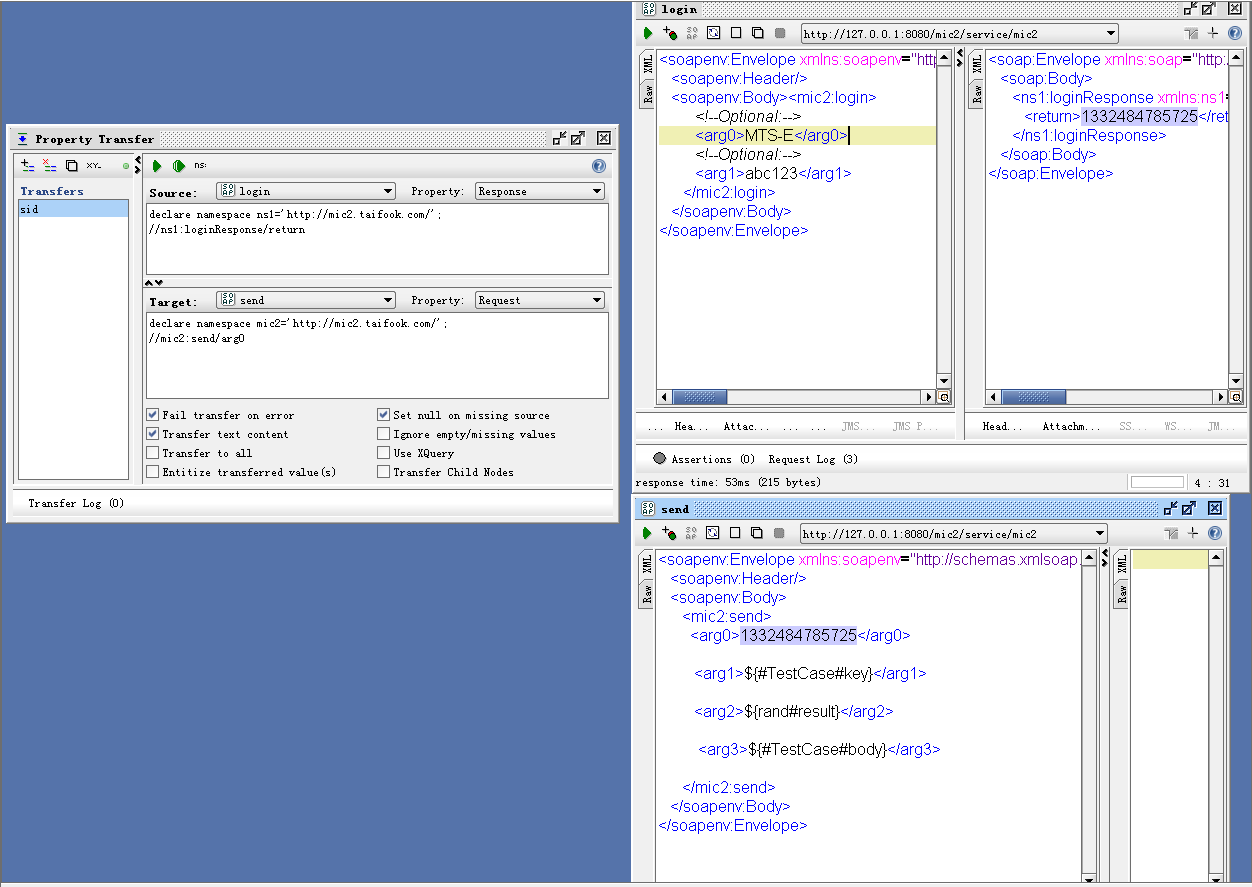 Property Transfer
XY-
ns:
Transfers
sid
Source:
login
Property:
Response
declare namespace ns1='http://mic2.taifook.com/';
//ns1:loginResponse/return
Target:
send
Property:
Request
declare namespace mic2='http://mic2.taifook.com/';
//mic2:send/arg0
Fail transfer on error
Set null on missing source
Transfer text content
Ignore empty/missing values
Transfer to all
Use XQuery
Entitize transferred value(s)
Transfer Child Nodes
Transfer Log (0)
login
http://127.0.0.1:8080/mic2/service/mic2
XML
Raw
<soapenv:Envelope xmlns:soapenv="http
<soapenv:Header/>
<soapenv:Body><mic2:login>
<!--Optional:-->
<arg0>MTS-E</arg0>
<!--Optional:-->
<arg1>abc123</arg1>
</mic2:login>
</soapenv:Body>
</soapenv:Envelope>
XML
Raw
<soap:Envelope xmlns:soap="http:
<soap:Body>
<ns1:loginResponse xmlns:ns1=
<return>1332484785725</ret
</ns1:loginResponse>
</soap:Body>
</soap:Envelope>
... Hea... Attac... ... ... JMS... JMS P...
Head... Attachm... SS... WS... JM...
Assertions (0) Request Log (3)
response time: 53ms (215 bytes)
4 : 31
send
http://127.0.0.1:8080/mic2/service/mic2
XML
Raw
<soapenv:Envelope xmlns:soapenv="http://schemas.xmlsoap.
<soapenv:Header/>
<soapenv:Body>
<mic2:send>
<arg0>1332484785725</arg0>
<arg1>${#TestCase#key}</arg1>
<arg2>${rand#result}</arg2>
<arg3>${#TestCase#body}</arg3>
</mic2:send>
</soapenv:Body>
</soapenv:Envelope>
XML
Raw